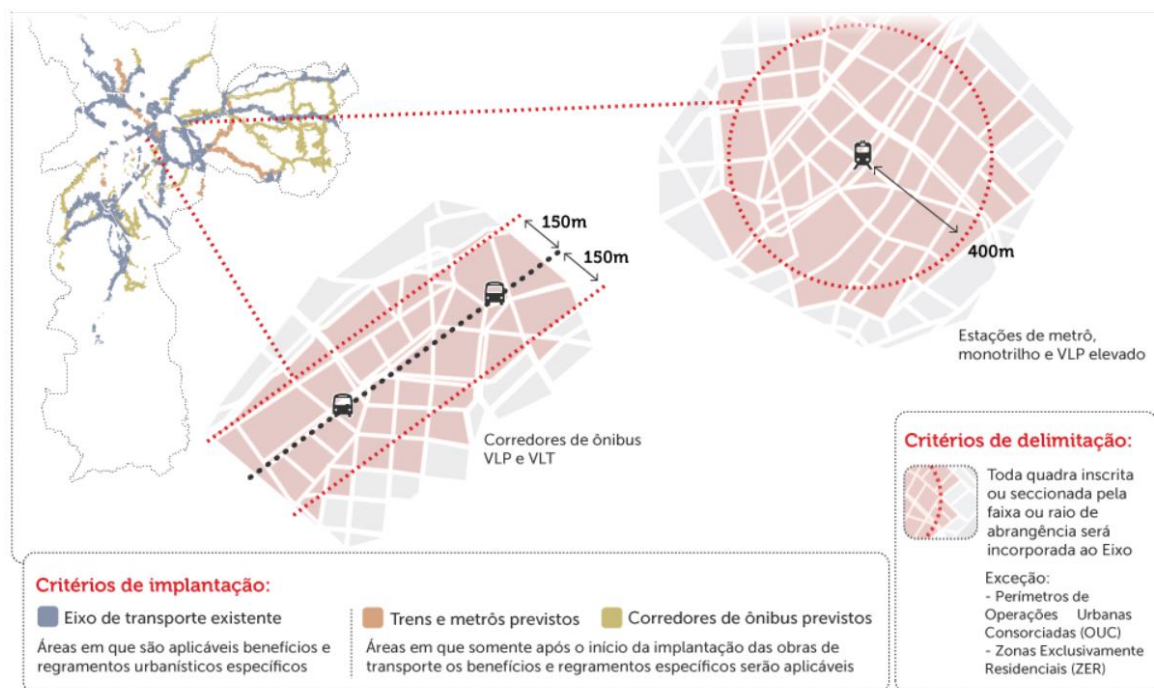 150m
150m
400m
Estações de metrô,
monotrilho e VLP elevado
Corredores de ônibus
VLP e VLT
Critérios de delimitação:
Toda quadra inscrita
ou seccionada pela
faixa ou raio de
abrangência será
incorporada ao Eixo
Exceção:
- Perímetros de
Operações Urbanas
Consorciadas (OUC)
- Zonas Exclusivamente
Residenciais (ZER)
Critérios de implantação:
Eixo de transporte existente
Áreas em que são aplicáveis benefícios e
regramentos urbanísticos específicos
Trens e metrôs previstos
Corredores de ônibus previstos
Áreas em que somente após o início da implantação das obras de
transporte os benefícios e regramentos específicos serão aplicáveis